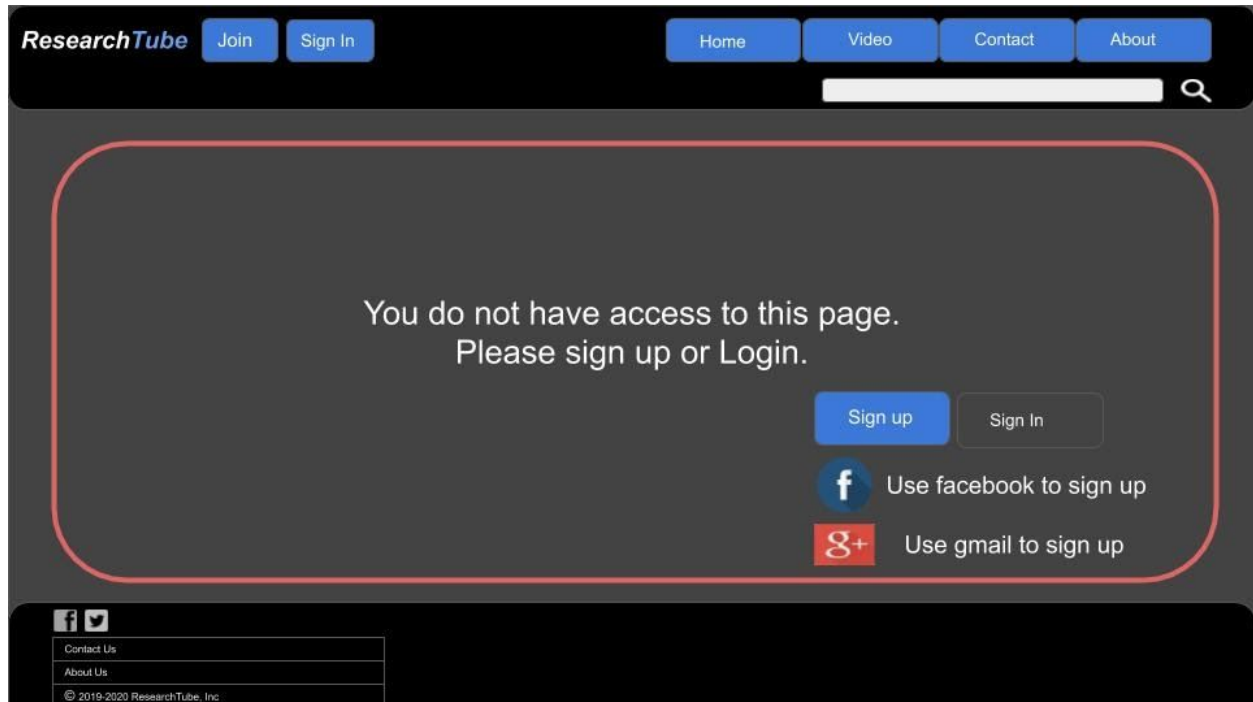 ResearchTube Join Sign In Home Video Contact About
You do not have access to this page.
Please sign up or Login.
Sign up Sign In
f Use facebook to sign up
g+ Use gmail to sign up
f
Contact Us
About Us
© 2019-2020 ResearchTube, Inc